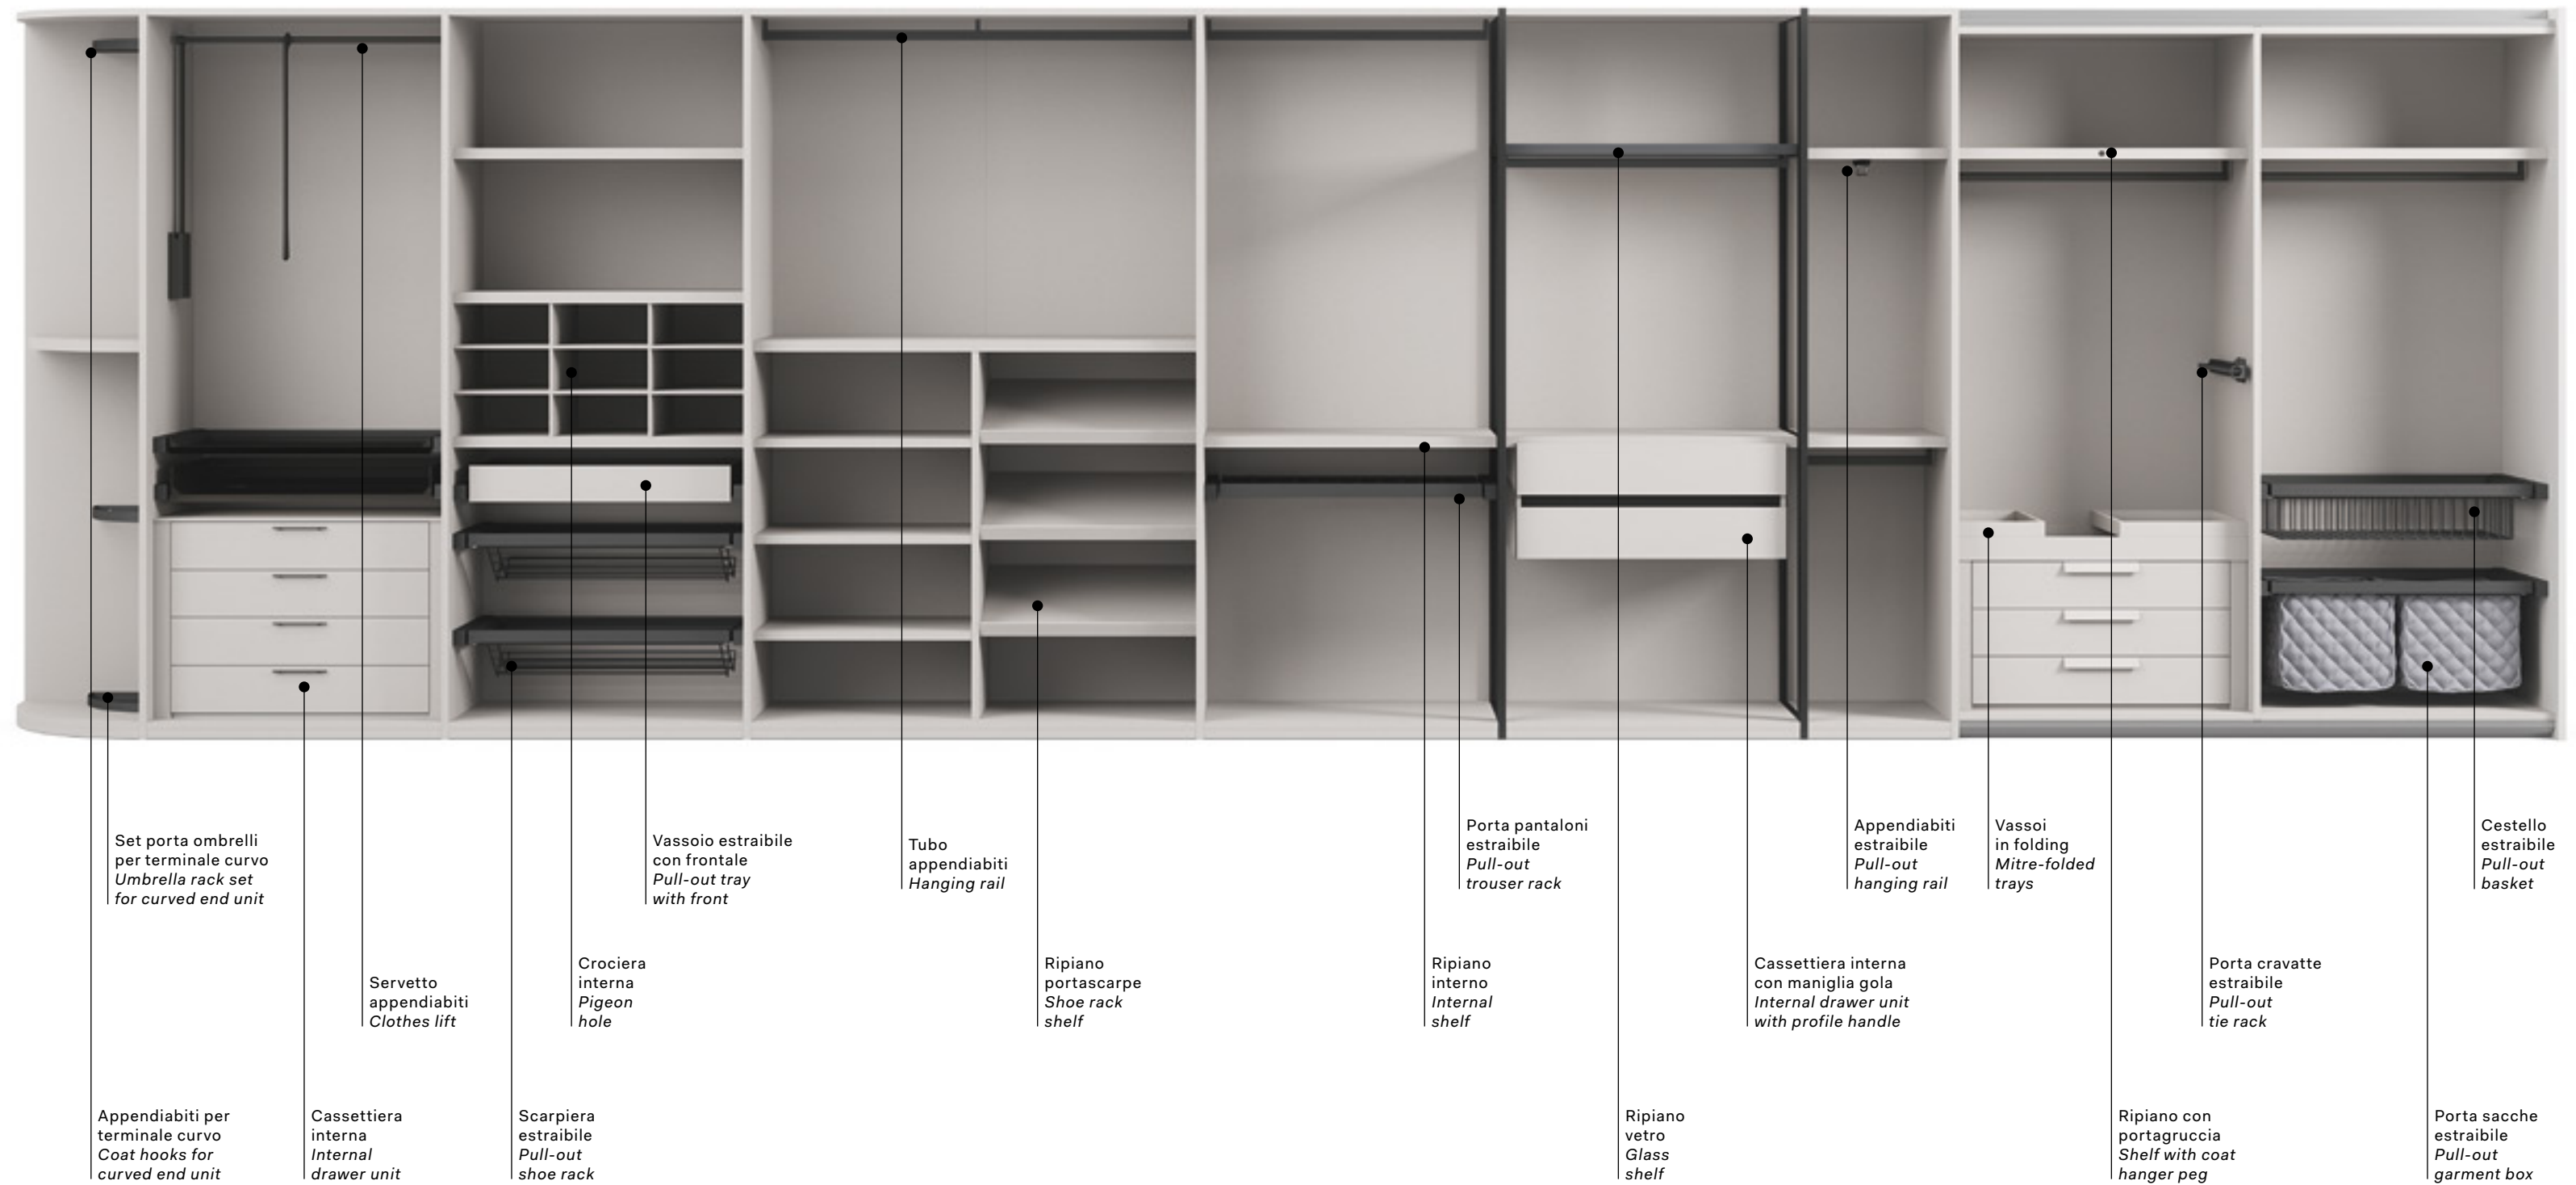 Set porta ombrelli
per terminale curvo
Umbrella rack set
for curved end unit
Vassoio estraibile
con frontale
Pull-out tray
with front
Tubo
appendiabiti
Hanging rail
Porta pantaloni
estraibile
Pull-out
trouser rack
Appendiabiti
estraibile
Pull-out
hanging rail
Vassoi
in folding
Mitre-folded
trays
Cestello
estraibile
Pull-out
basket
Servetto
appendiabiti
Clothes lift
Crociera
interna
Pigeon
hole
Ripiano
portascarpe
Shoe rack
shelf
Ripiano
interno
Internal
shelf
Cassettiera interna
con maniglia gola
Internal drawer unit
with profile handle
Porta cravatte
estraibile
Pull-out
tie rack
Appendiabiti per
terminale curvo
Coat hooks for
curved end unit
Cassettiera
interna
Internal
drawer unit
Scarpiera
estraibile
Pull-out
shoe rack
Ripiano
vetro
Glass
shelf
Ripiano con
portagruccia
Shelf with coat
hanger peg
Porta sacche
estraibile
Pull-out
garment box